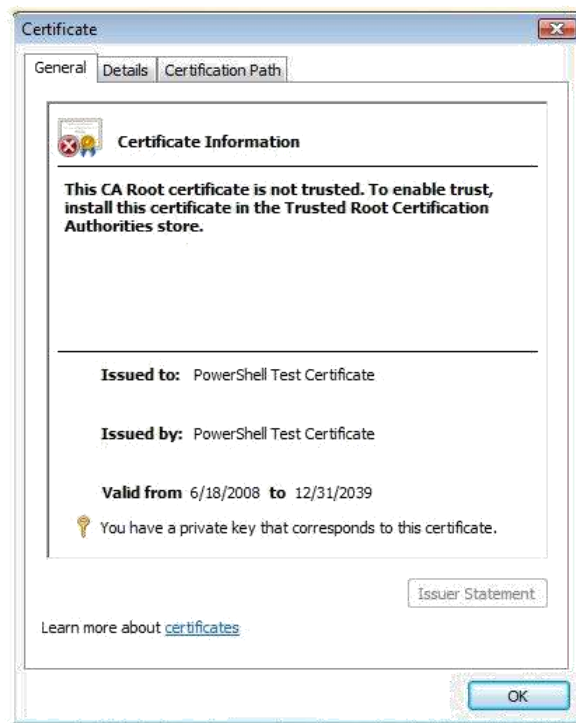 Certificate
General Details Certification Path
Certificate Information
This CA Root certificate is not trusted. To enable trust,
install this certificate in the Trusted Root Certification
Authorities store.
Issued to: PowerShell Test Certificate
Issued by: PowerShell Test Certificate
Valid from 6/18/2008 to 12/31/2039
You have a private key that corresponds to this certificate.
Issuer Statement
Learn more about certificates
OK